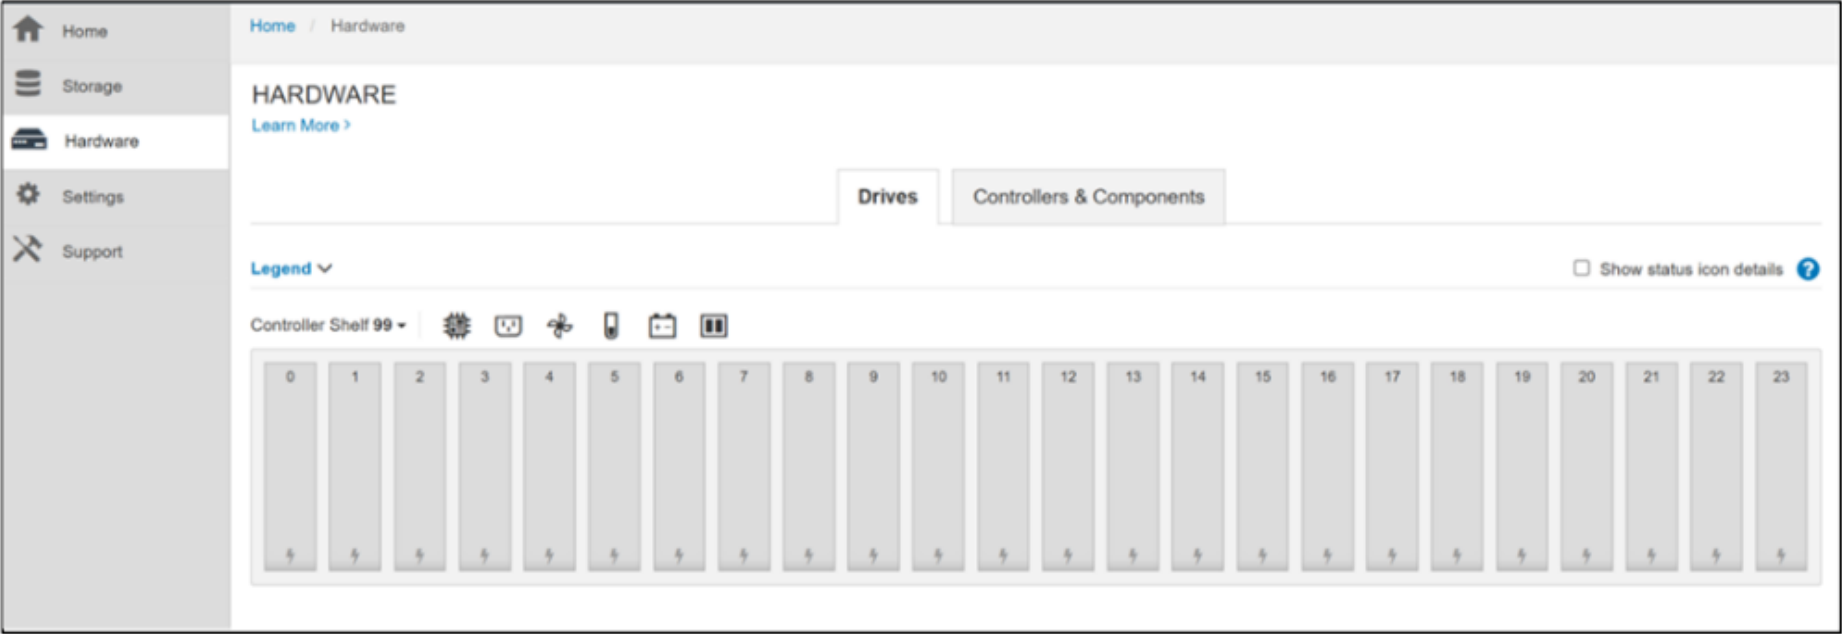 Home
Storage
Hardware
Settings
Support
Home / Hardware
HARDWARE
Learn More >
Drives
Controllers & Components
Legend
Show status icon details ?
Controller Shelf 99
0 1 2 3 4 5 6 7 8 9 10 11 12 13 14 15 16 17 18 19 20 21 22 23